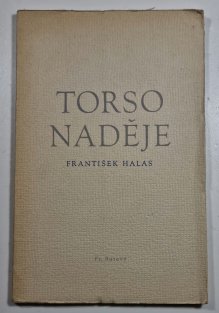 TORSO
NADĚJE
FRANTIŠEK HALAS
Fr. Borový